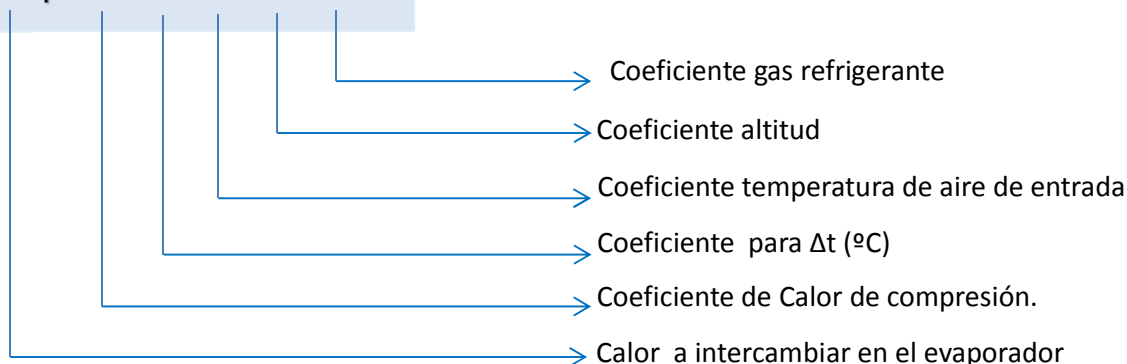 Coeficiente gas refrigerante
Coeficiente altitud
Coeficiente temperatura de aire de entrada
Coeficiente para Δt (ºC)
Coeficiente de Calor de compresión.
Calor a intercambiar en el evaporador